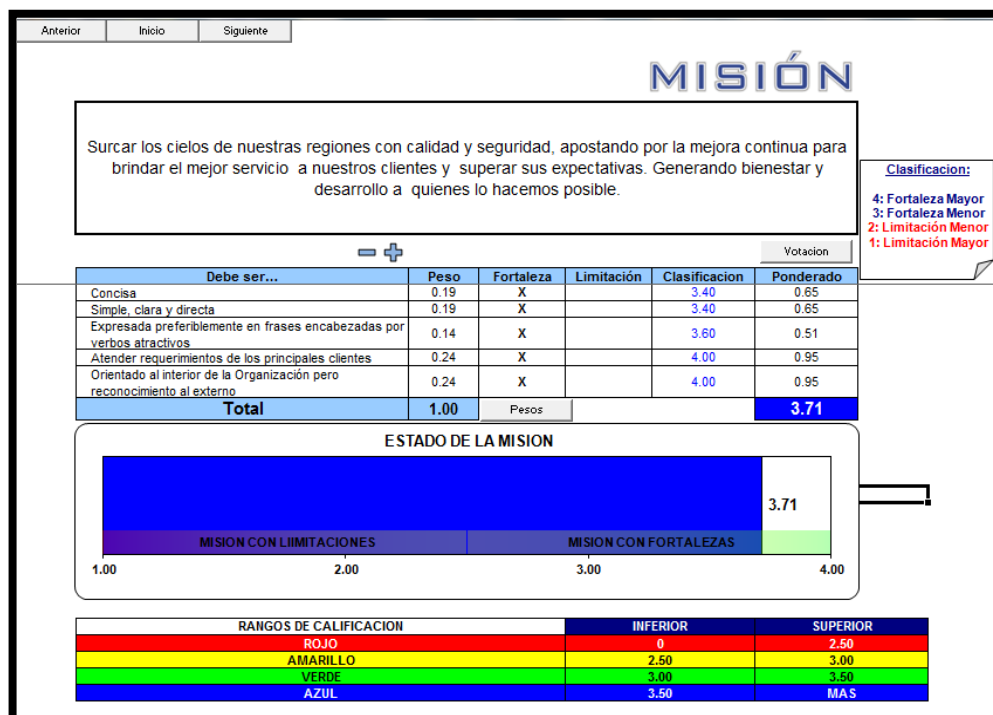 Anterior Inicio Siguiente
MISIÓN
Surcar los cielos de nuestras regiones con calidad y seguridad, apostando por la mejora continua para
brindar el mejor servicio a nuestros clientes y superar sus expectativas. Generando bienestar y
desarrollo a quienes lo hacemos posible.
Clasificacion:
4: Fortaleza Mayor
3: Fortaleza Menor
2: Limitación Menor
1: Limitación Mayor
Votacion
Debe ser... Peso Fortaleza Limitación Clasificacion Ponderado
Concisa 0.19 X 3.40 0.65
Simple, clara y directa 0.19 X 3.40 0.65
Expresada preferiblemente en frases encabezadas por
verbos atractivos 0.14 X 3.60 0.51
Atender requerimientos de los principales clientes 0.24 X 4.00 0.95
Orientado al interior de la Organización pero
reconocimiento al externo 0.24 X 4.00 0.95
Total 1.00 Pesos 3.71
ESTADO DE LA MISION
3.71
MISION CON LIIMITACIONES MISION CON FORTALEZAS
1.00 2.00 3.00 4.00
RANGOS DE CALIFICACION INFERIOR SUPERIOR
ROJO 0 2.50
AMARILLO 2.50 3.00
VERDE 3.00 3.50
AZUL 3.50 MAS